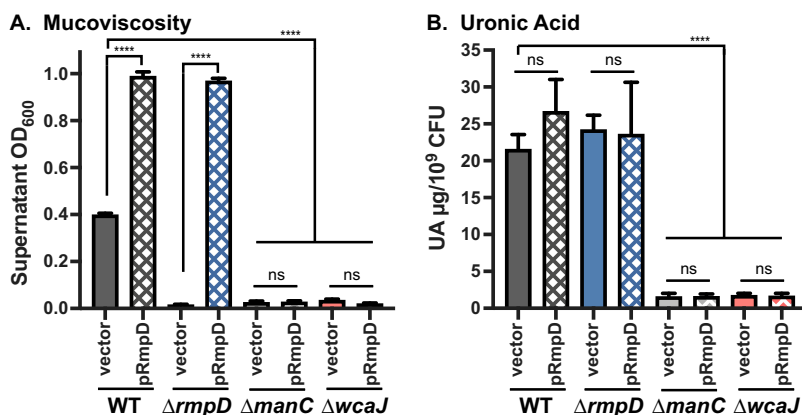 A. Mucoviscosity
****
****
****
ns
ns
Supernatant OD600
1.0
0.8
0.6
0.4
0.2
0.0
vector
pRmpD
vector
pRmpD
vector
pRmpD
vector
pRmpD
WT
ΔrmpD
ΔmanC
ΔwcaJ
B. Uronic Acid
****
ns
ns
ns
ns
UA µg/10⁹ CFU
35
30
25
20
15
10
5
0
vector
pRmpD
vector
pRmpD
vector
pRmpD
vector
pRmpD
WT
ΔrmpD
ΔmanC
ΔwcaJ